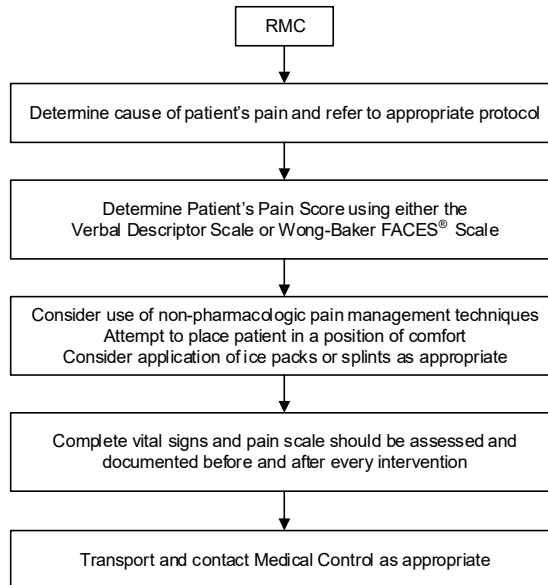 RMC
Determine cause of patient’s pain and refer to appropriate protocol
Determine Patient’s Pain Score using either the
Verbal Descriptor Scale or Wong-Baker FACES® Scale
Consider use of non-pharmacologic pain management techniques
Attempt to place patient in a position of comfort
Consider application of ice packs or splints as appropriate
Complete vital signs and pain scale should be assessed and
documented before and after every intervention
Transport and contact Medical Control as appropriate